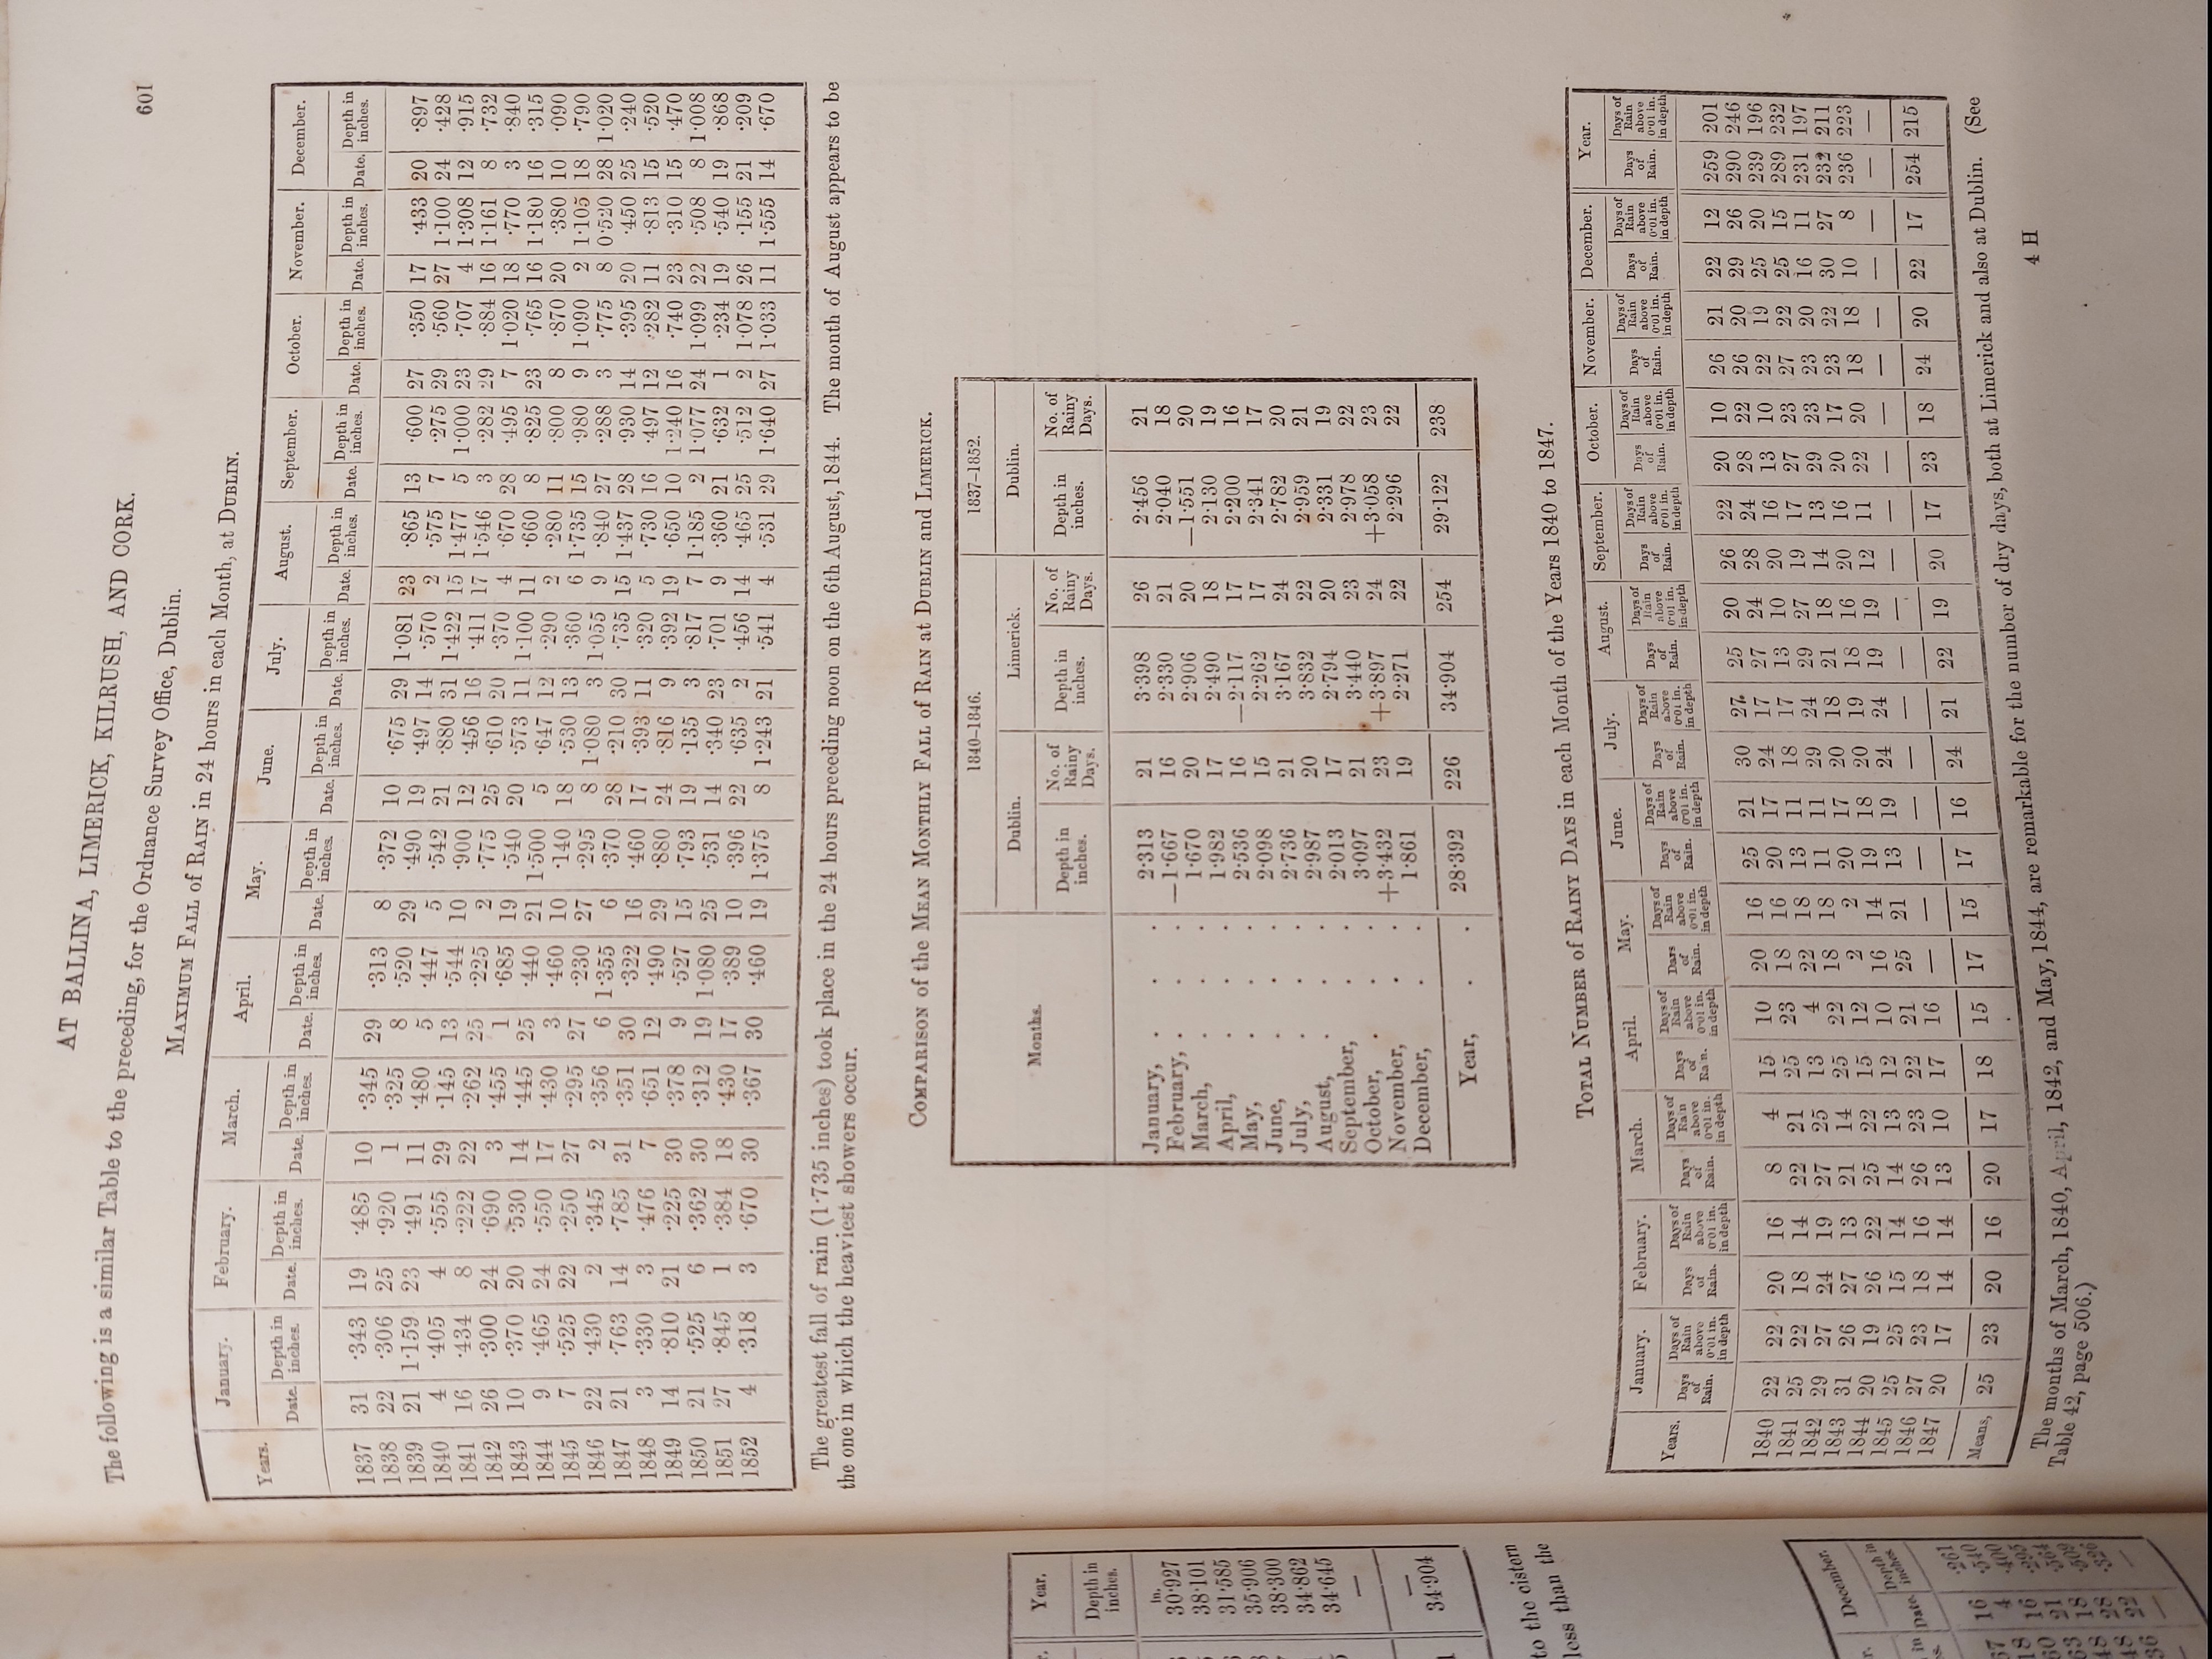 AT BALLINA, LIMERICK, KILRUSH, AND CORK.
601
The following is a similar Table to the preceding, for the Ordnance Survey Office, Dublin.
MAXIMUM FALL of RAIN in 24 hours in each Month, at DUBLIN.
Years. January. February. March. April. May. June. July. August. September. October. November. December.
Date. Depth in inches. Date. Depth in inches. Date. Depth in inches. Date. Depth in inches. Date. Depth in inches. Date. Depth in inches. Date. Depth in inches. Date. Depth in inches. Date. Depth in inches. Date. Depth in inches. Date. Depth in inches. Date. Depth in inches.
1837 31 ·343 19 ·485 10 ·345 29 ·313 8 ·372 10 ·675 29 1·081 23 ·865 13 ·600 27 ·350 17 ·433 20 ·897
1838 22 ·306 25 ·920 1 ·325 8 ·520 29 ·490 19 ·497 14 ·570 2 ·575 7 ·275 29 ·560 27 1·100 24 ·428
1839 21 1·159 23 ·491 11 ·480 5 ·447 5 ·542 21 ·880 31 1·422 15 1·477 5 1·000 23 ·707 4 1·308 12 ·915
1840 4 ·405 4 ·555 29 ·145 13 ·544 10 ·900 12 ·456 16 ·411 17 1·546 3 ·282 29 ·884 16 1·161 8 ·732
1841 16 ·434 8 ·222 22 ·262 25 ·225 2 ·775 25 ·610 20 ·370 4 ·670 28 ·495 7 1·020 18 ·770 3 ·840
1842 26 ·300 24 ·690 3 ·455 1 ·685 19 ·540 20 ·573 11 1·100 11 ·660 8 ·825 23 ·765 16 1·180 16 ·315
1843 10 ·370 20 ·530 14 ·445 25 ·440 21 1·500 5 ·647 12 ·290 2 ·280 11 ·800 8 ·870 20 ·380 10 ·090
1844 9 ·465 24 ·550 17 ·430 3 ·460 10 ·140 18 ·530 13 ·360 6 1·735 15 ·980 9 1·090 2 1·105 18 ·790
1845 7 ·525 22 ·250 27 ·295 27 ·230 27 ·295 8 1·080 3 1·055 9 ·840 27 ·288 3 ·775 8 0·520 28 1·020
1846 22 ·430 2 ·345 2 ·356 6 1·355 6 ·370 28 ·210 30 ·735 15 1·437 28 ·930 14 ·395 20 ·450 25 ·240
1847 21 ·763 14 ·785 31 ·351 30 ·322 16 ·460 17 ·393 11 ·320 5 ·730 16 ·497 12 ·282 11 ·813 15 ·520
1848 3 ·330 3 ·476 7 ·651 12 ·490 29 ·880 24 ·816 9 ·392 19 ·650 10 1·240 16 ·740 23 ·310 15 ·470
1849 14 ·810 21 ·225 30 ·378 9 ·527 15 ·793 19 ·135 3 ·817 7 1·185 2 1·077 24 1·099 22 ·508 8 1·008
1850 21 ·525 6 ·362 30 ·312 19 1·080 25 ·531 14 ·340 23 ·701 9 ·360 21 ·632 1 ·234 19 ·540 19 ·868
1851 27 ·845 1 ·384 18 ·430 17 ·389 10 ·396 22 ·635 2 ·456 14 ·465 25 ·512 2 1·078 26 ·155 21 ·209
1852 4 ·318 3 ·670 30 ·367 30 ·460 19 1·375 8 1·243 21 ·541 4 ·531 29 1·640 27 1·033 11 1·555 14 ·670
The greatest fall of rain (1·735 inches) took place in the 24 hours preceding noon on the 6th August, 1844. The month of August appears to be
the one in which the heaviest showers occur.
COMPARISON of the MEAN MONTHLY FALL of RAIN at DUBLIN and LIMERICK.
Months. 1840–1846. 1837–1852.
Dublin. Limerick. Dublin.
Depth in inches. No. of Rainy Days. Depth in inches. No. of Rainy Days. Depth in inches. No. of Rainy Days.
January, . . . 2·313 21 3·398 26 2·456 21
February, . . . —1·667 16 2·330 21 2·040 18
March, . . . 1·670 20 2·906 20 —1·551 20
April, . . . 1·982 17 2·490 18 2·130 19
May, . . . 2·536 16 —2·117 17 2·200 16
June, . . . 2·098 15 2·262 17 2·341 17
July, . . . 2·736 21 3·167 24 2·782 20
August, . . . 2·987 20 3·832 22 2·959 21
September, . . 2·013 17 2·794 20 2·331 19
October, . . . 3·097 21 3·440 23 2·978 22
November, . . +3·432 23 +3·897 24 +3·058 23
December, . . 1·861 19 2·271 22 2·296 22
Year, . . 28·392 226 34·904 254 29·122 238
TOTAL NUMBER of RAINY DAYS in each Month of the Years 1840 to 1847.
Years. January. February. March. April. May. June. July. August. September. October. November. December. Year.
Days of Rain. Days of Rain above 0·01 in. in depth Days of Rain. Days of Rain above 0·01 in. in depth Days of Rain. Days of Rain above 0·01 in. in depth Days of Rain. Days of Rain above 0·01 in. in depth Dars of Rain. Days of Rain above 0·01 in. in depth Days of Rain. Days of Rain above 0·01 in. in depth Days of Rain. Days of Rain above 0·01 in. in depth Days of Rain. Days of Rain above 0·01 in. in depth Days of Rain. Days of Rain above 0·01 in. in depth Days of Rain. Days of Rain above 0·01 in. in depth Days of Rain. Days of Rain above 0·01 in. in depth Days of Rain. Days of Rain above 0·01 in. in depth Days of Rain. Days of Rain above 0·01 in. in depth
1840 22 22 20 16 8 4 15 10 20 16 25 21 30 27 25 20 26 22 20 10 26 21 22 12 259 201
1841 25 22 18 14 22 21 25 23 18 16 20 17 24 17 27 24 28 24 28 22 26 20 29 26 290 246
1842 29 27 24 19 27 25 13 4 22 18 13 11 18 17 13 10 20 16 13 10 22 19 25 20 239 196
1843 31 26 27 13 21 14 25 22 18 18 11 11 29 24 29 27 19 17 27 23 27 22 25 15 289 232
1844 20 19 26 22 25 22 15 12 2 2 20 17 20 18 21 18 14 13 29 23 23 20 16 11 231 197
1845 25 25 15 14 14 13 12 10 16 14 19 18 20 19 18 16 20 16 20 17 23 22 30 27 232 211
1846 27 23 18 16 26 23 22 21 25 21 13 19 24 24 19 19 12 11 22 20 18 18 10 8 236 223
1847 20 17 14 14 13 10 17 16 — — — — — — — — — — — — — — — — — —
Means, 25 23 20 16 20 17 18 15 17 15 17 16 24 21 22 19 20 17 23 18 24 20 22 17 254 215
The months of March, 1840, April, 1842, and May, 1844, are remarkable for the number of dry days, both at Limerick and also at Dublin. (See
Table 42, page 506.)
4 H
Year.
Depth in
inches.
In.
30·927
38·101
31·585
35·906
38·300
34·862
34·645
—
—
34·904
to the cistern
less than the
December.
Date. Depth in inches.
·261
16 ·540
4 ·400
16 ·295
21 ·564
18 ·509
28 ·326
22 —